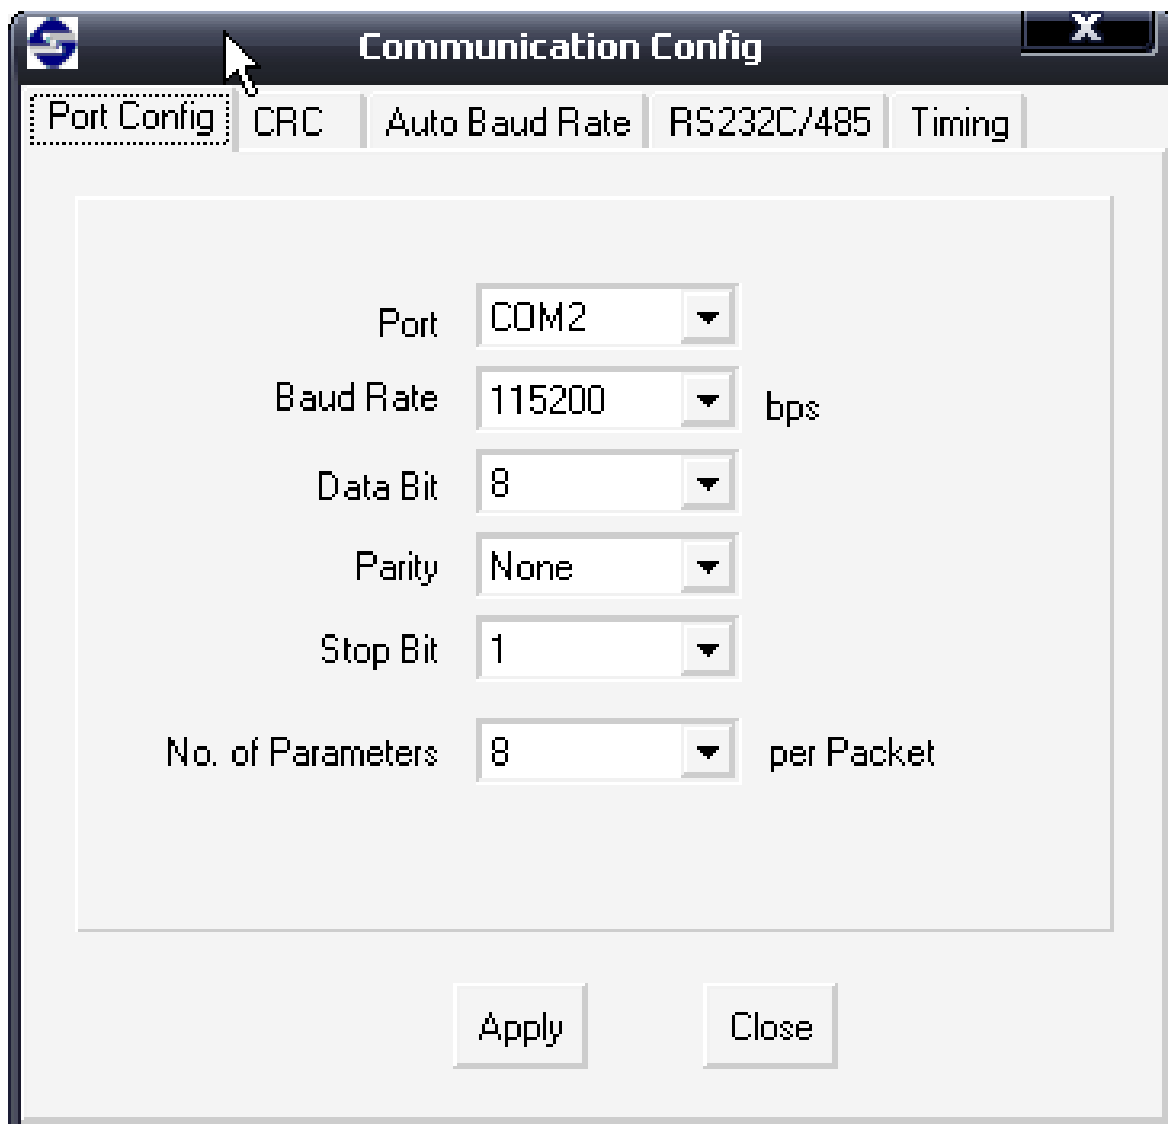 Communication Config
X
Port Config CRC Auto Baud Rate RS232C/485 Timing
Port COM2
Baud Rate 115200 bps
Data Bit 8
Parity None
Stop Bit 1
No. of Parameters 8 per Packet
Apply Close